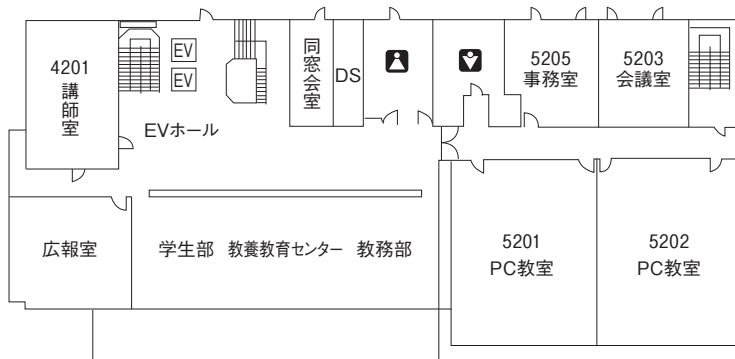 4201
講師室
EV
EV
EVホール
同窓会室
DS
5205
事務室
5203
会議室
広報室
学生部 教養教育センター 教務部
5201
PC教室
5202
PC教室